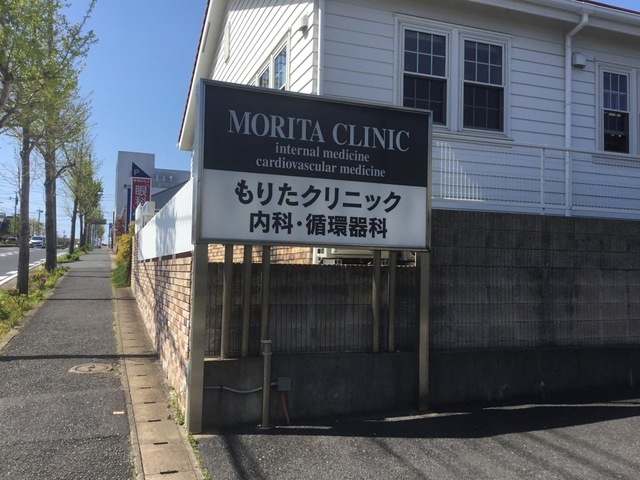 MORITA CLINIC
internal medicine
cardiovascular medicine
もりたクリニック
内科・循環器科
P